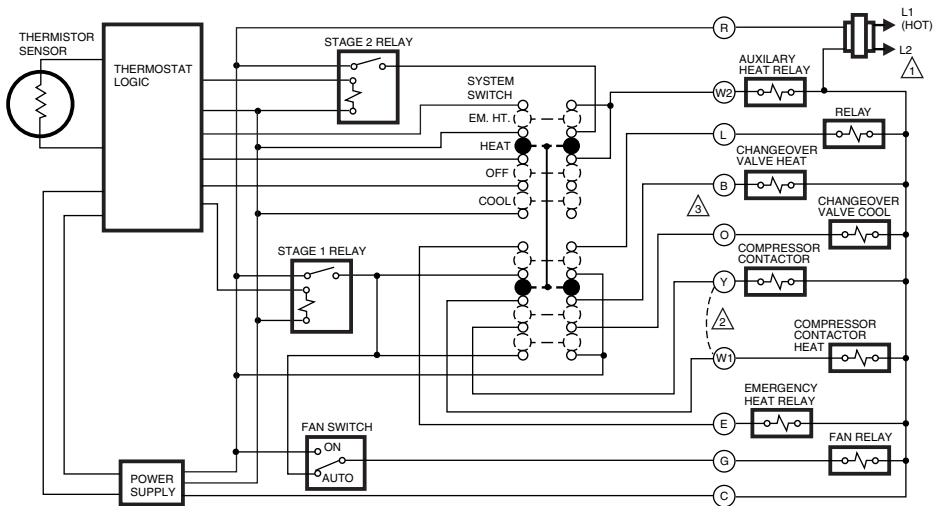 THERMISTOR
SENSOR
THERMOSTAT
LOGIC
STAGE 2 RELAY
SYSTEM
SWITCH
EM. HT.
HEAT
OFF
COOL
STAGE 1 RELAY
FAN SWITCH
ON
AUTO
POWER
SUPPLY
R
L1
(HOT)
L2
1
AUXILARY
HEAT RELAY
W2
RELAY
L
CHANGEOVER
VALVE HEAT
B
3
CHANGEOVER
VALVE COOL
O
COMPRESSOR
CONTACTOR
Y
2
COMPRESSOR
CONTACTOR
HEAT
W1
EMERGENCY
HEAT RELAY
E
FAN RELAY
G
C